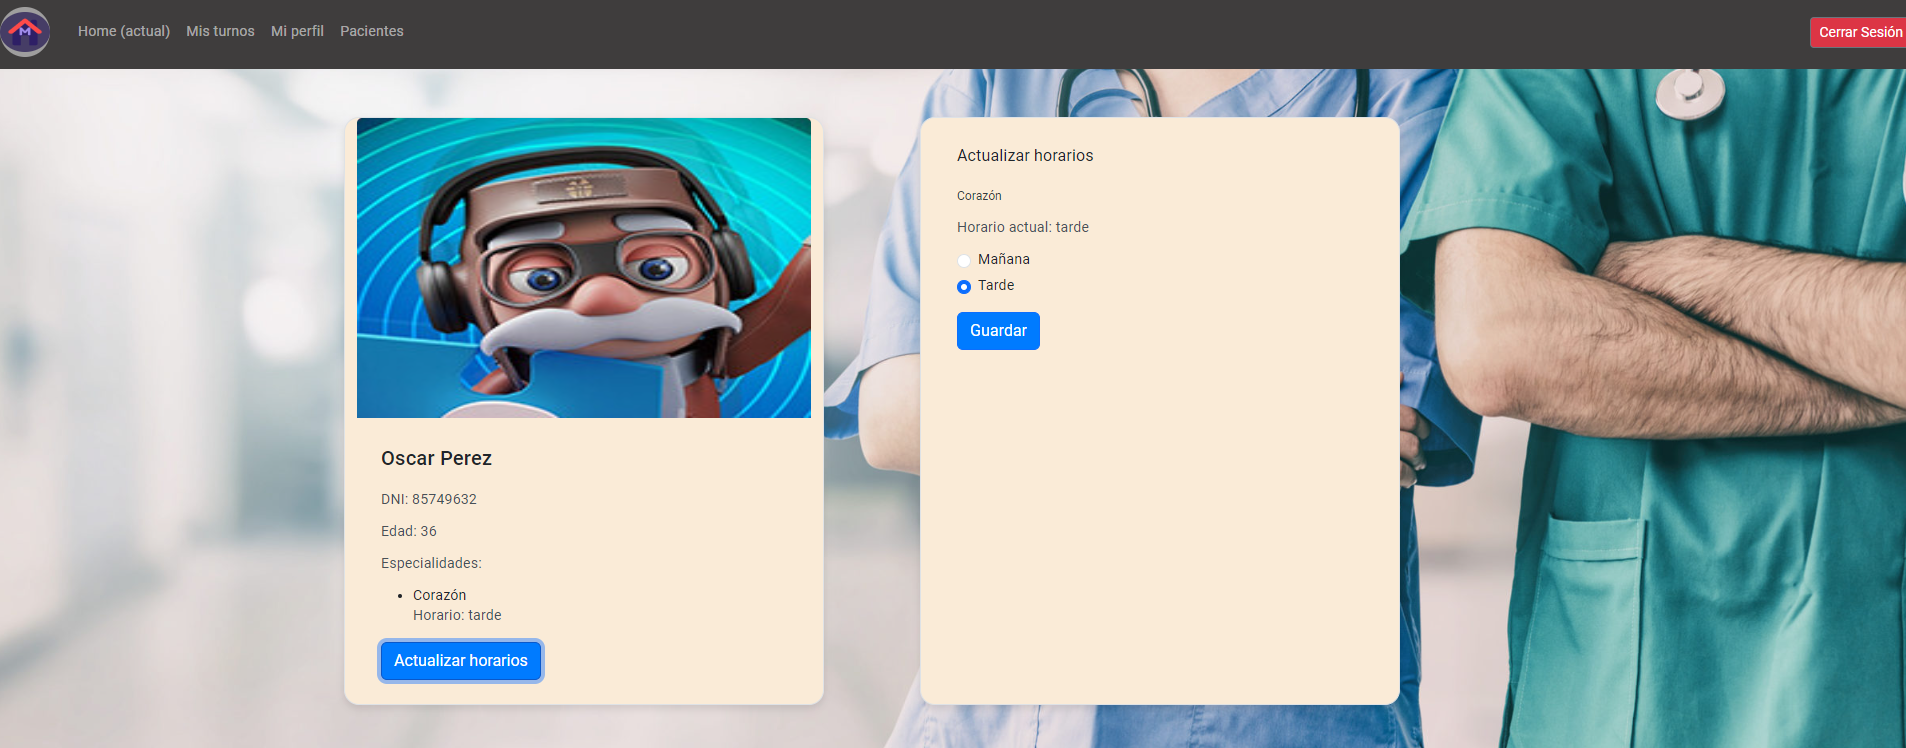 M
Home (actual) Mis turnos Mi perfil Pacientes
Cerrar Sesión
Oscar Perez
DNI: 85749632
Edad: 36
Especialidades:
Corazón
Horario: tarde
Actualizar horarios
Actualizar horarios
Corazón
Horario actual: tarde
Mañana
Tarde
Guardar